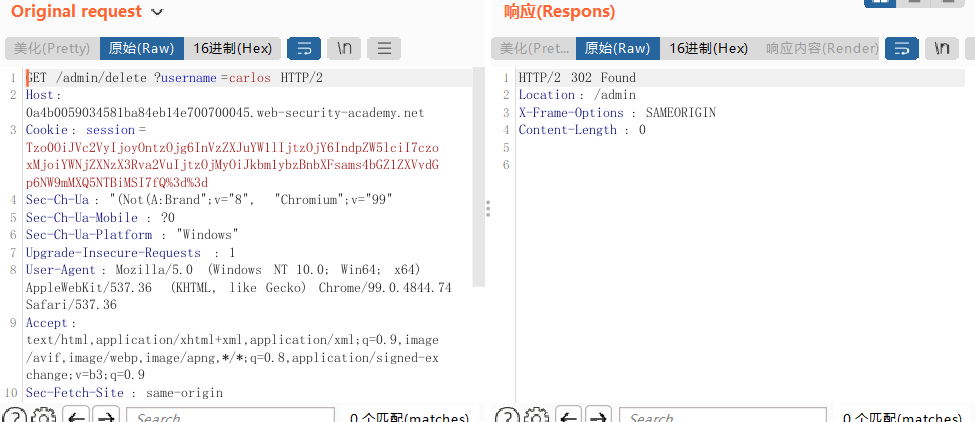 Original request
美化(Pretty) 原始(Raw) 16进制(Hex) \n
1 GET /admin/delete ?username =carlos HTTP/2
2 Host :
0a4b0059034581ba84eb14e700700045.web-security-academy.net
3 Cookie : session =
4 Sec-Ch-Ua : "(Not(A:Brand";v="8", "Chromium";v="99"
5 Sec-Ch-Ua-Mobile : ?0
6 Sec-Ch-Ua-Platform : "Windows"
7 Upgrade-Insecure-Requests : 1
8 User-Agent : Mozilla/5.0 (Windows NT 10.0; Win64; x64)
AppleWebKit/537.36 (KHTML, like Gecko) Chrome/99.0.4844.74
Safari/537.36
9 Accept :
text/html,application/xhtml+xml,application/xml;q=0.9,image
/avif,image/webp,image/apng,*/*;q=0.8,application/signed-ex
change;v=b3;q=0.9
10 Sec-Fetch-Site : same-origin
? Search 0个匹配(matches)
响应(Respons)
美化(Pret... 原始(Raw) 16进制(Hex) 响应内容(Render) \n
1 HTTP/2 302 Found
2 Location : /admin
3 X-Frame-Options : SAMEORIGIN
4 Content-Length : 0
5
6
? Search 0个匹配(matches)